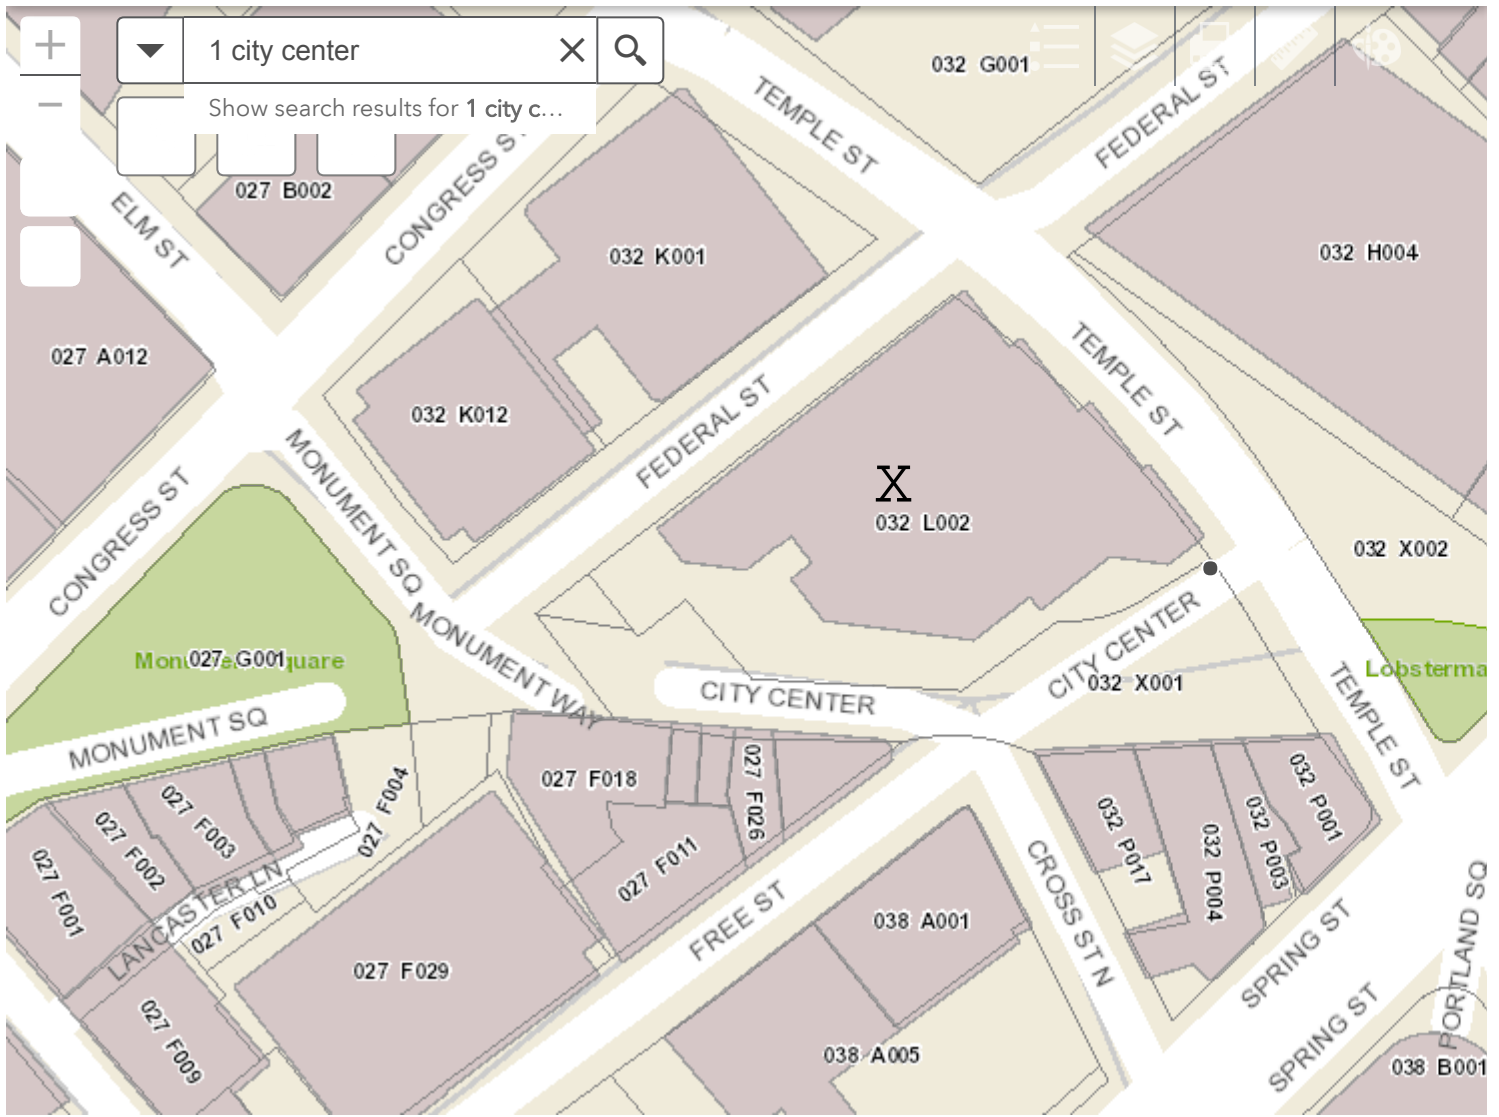 1 city center
Show search results for 1 city c...
032 G001
TEMPLE ST
FEDERAL ST
CONGRESS ST
027 B002
ELM ST
032 K001
032 H004
027 A012
032 K012
FEDERAL ST
TEMPLE ST
MONUMENT SQ
X
032 L002
CONGRESS ST
032 X002
MONUMENT WAY
CITY CENTER
027 G001
Monument Square
CITY CENTER
032 X001
Lobsterma
TEMPLE ST
MONUMENT SQ
027 F018
027 F026
027 F004
027 F003
027 F002
027 F001
032 P001
032 P003
032 P017
032 P004
027 F011
LANCASTER LN
027 F010
FREE ST
038 A001
CROSS ST N
027 F029
SPRING ST
PORTLAND SQ
027 F009
038 A005
SPRING ST
038 B001